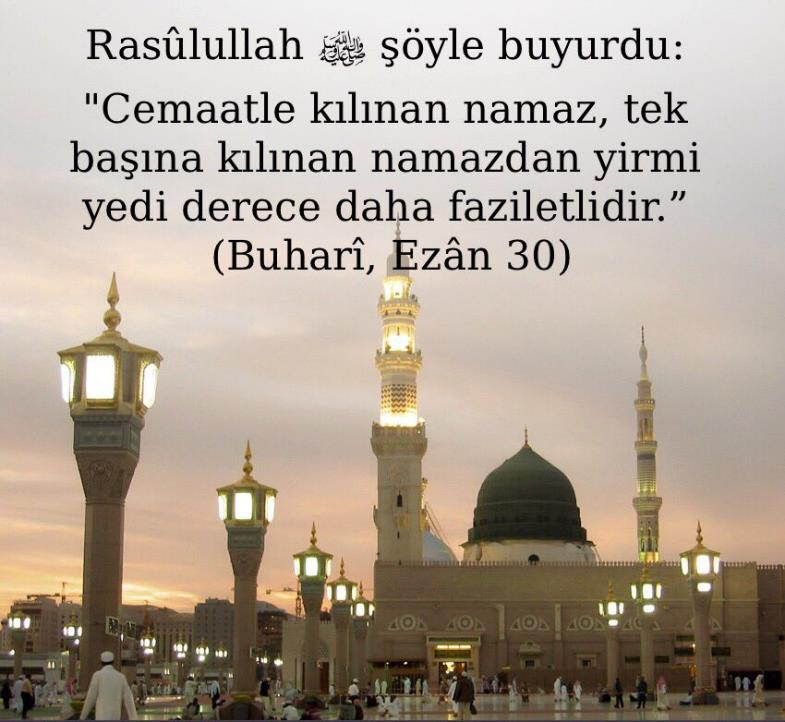 Rasûlullah ﷺ şöyle buyurdu:
"Cemaatle kılınan namaz, tek
başına kılınan namazdan yirmi
yedi derece daha faziletlidir.”
(Buharî, Ezân 30)